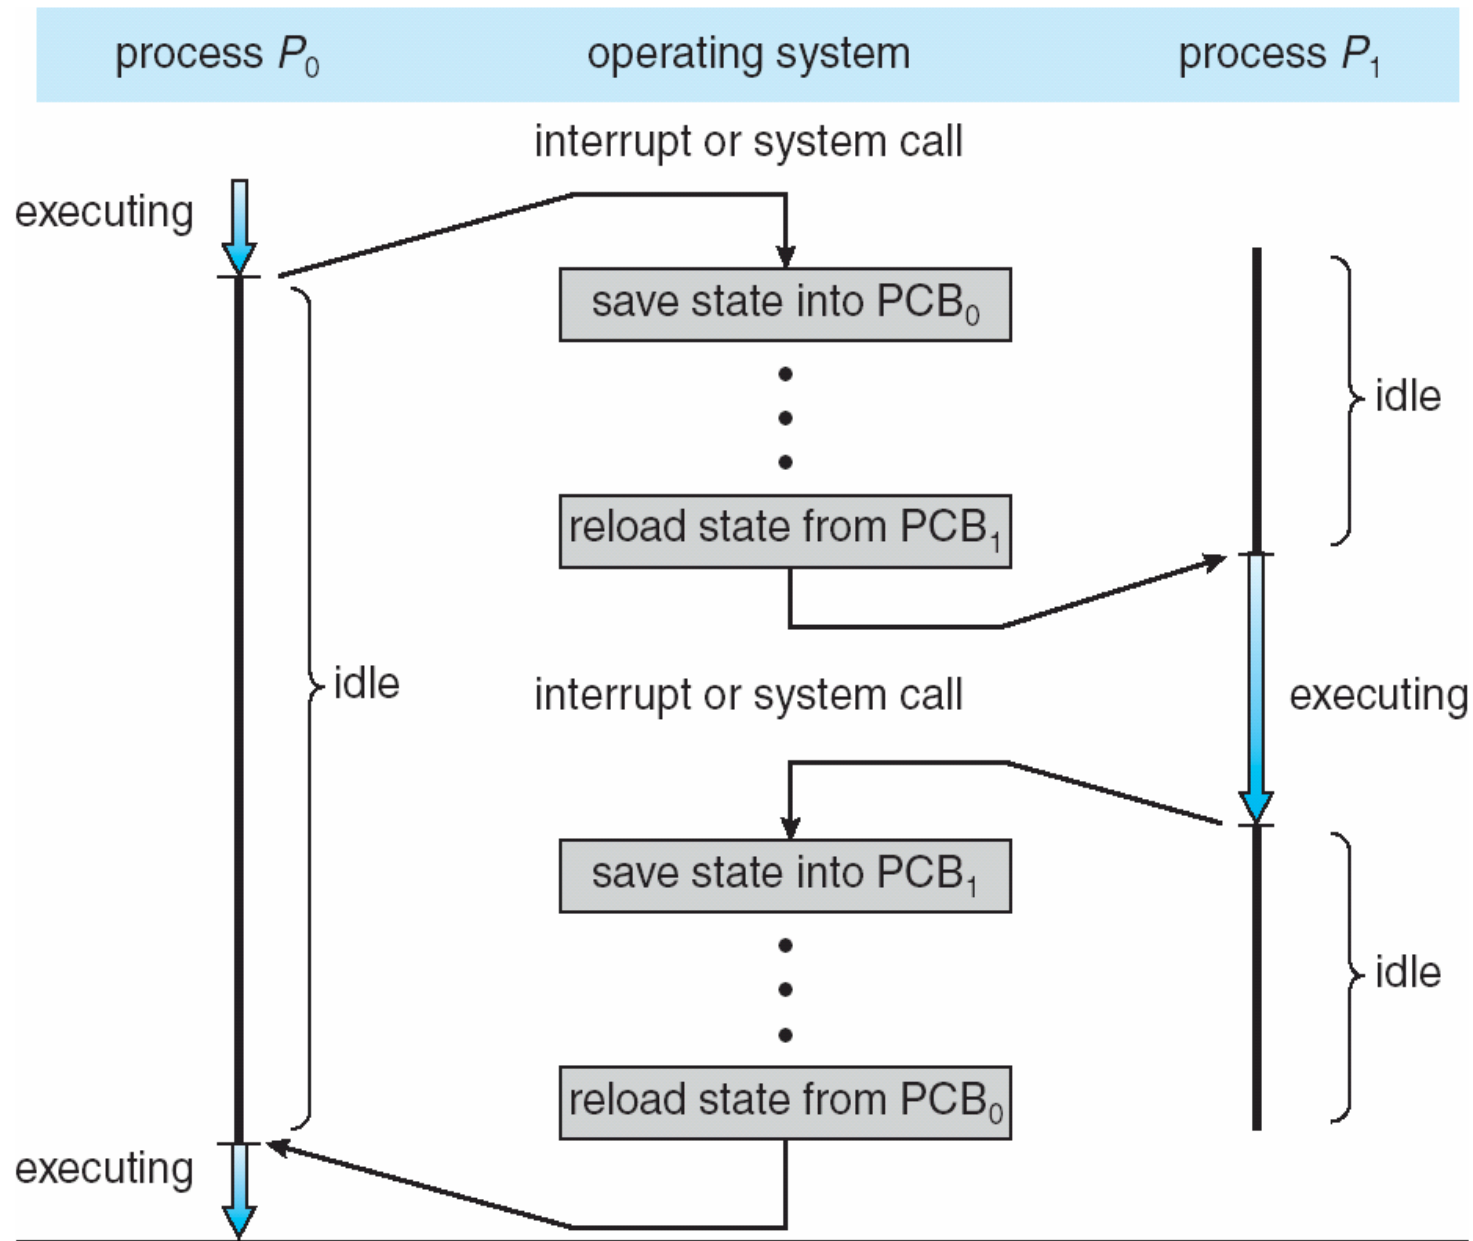 process P₀ operating system process P₁
interrupt or system call
executing
save state into PCB₀
idle
reload state from PCB₁
idle
interrupt or system call
executing
save state into PCB₁
idle
reload state from PCB₀
executing